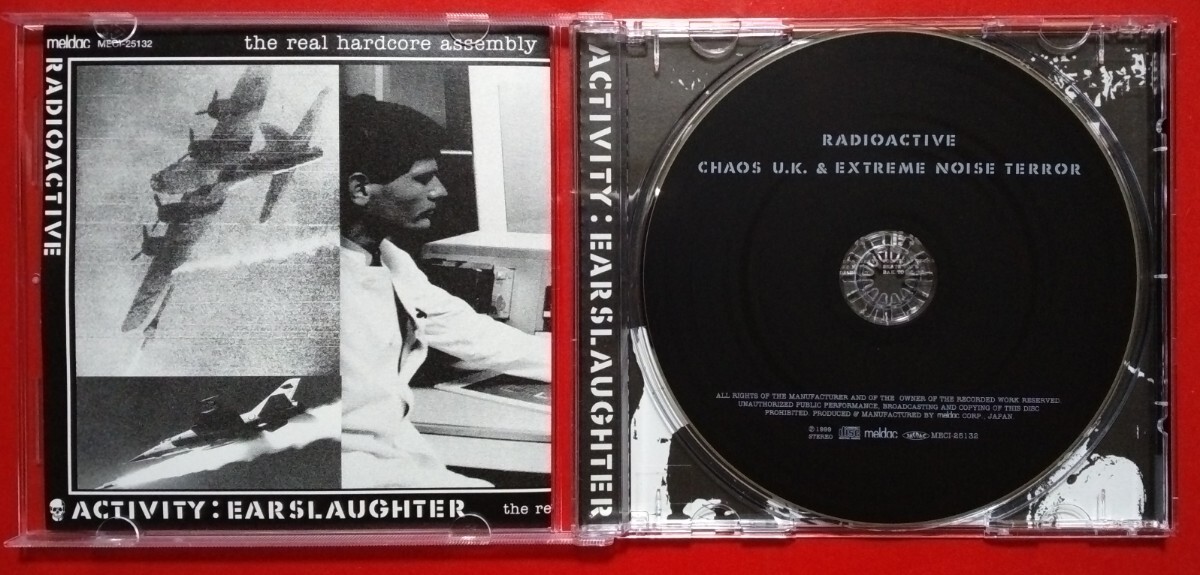 meldac MECI-25132
the real hardcore assembly
RADIOACTIVE
ACTIVITY:EARSLAUGHTER
the re
ACTIVITY:EARSLAUGHTER
RADIOACTIVE
CHAOS U.K. & EXTREME NOISE TERROR
ALL RIGHTS OF THE MANUFACTURER AND OF THE OWNER OF THE RECORDED WORK RESERVED.
UNAUTHORIZED PUBLIC PERFORMANCE, BROADCASTING AND COPYING OF THIS DISC
PROHIBITED. PRODUCED & MANUFACTURED BY meldac CORP., JAPAN.
℗1999
STEREO meldac MECI-25132